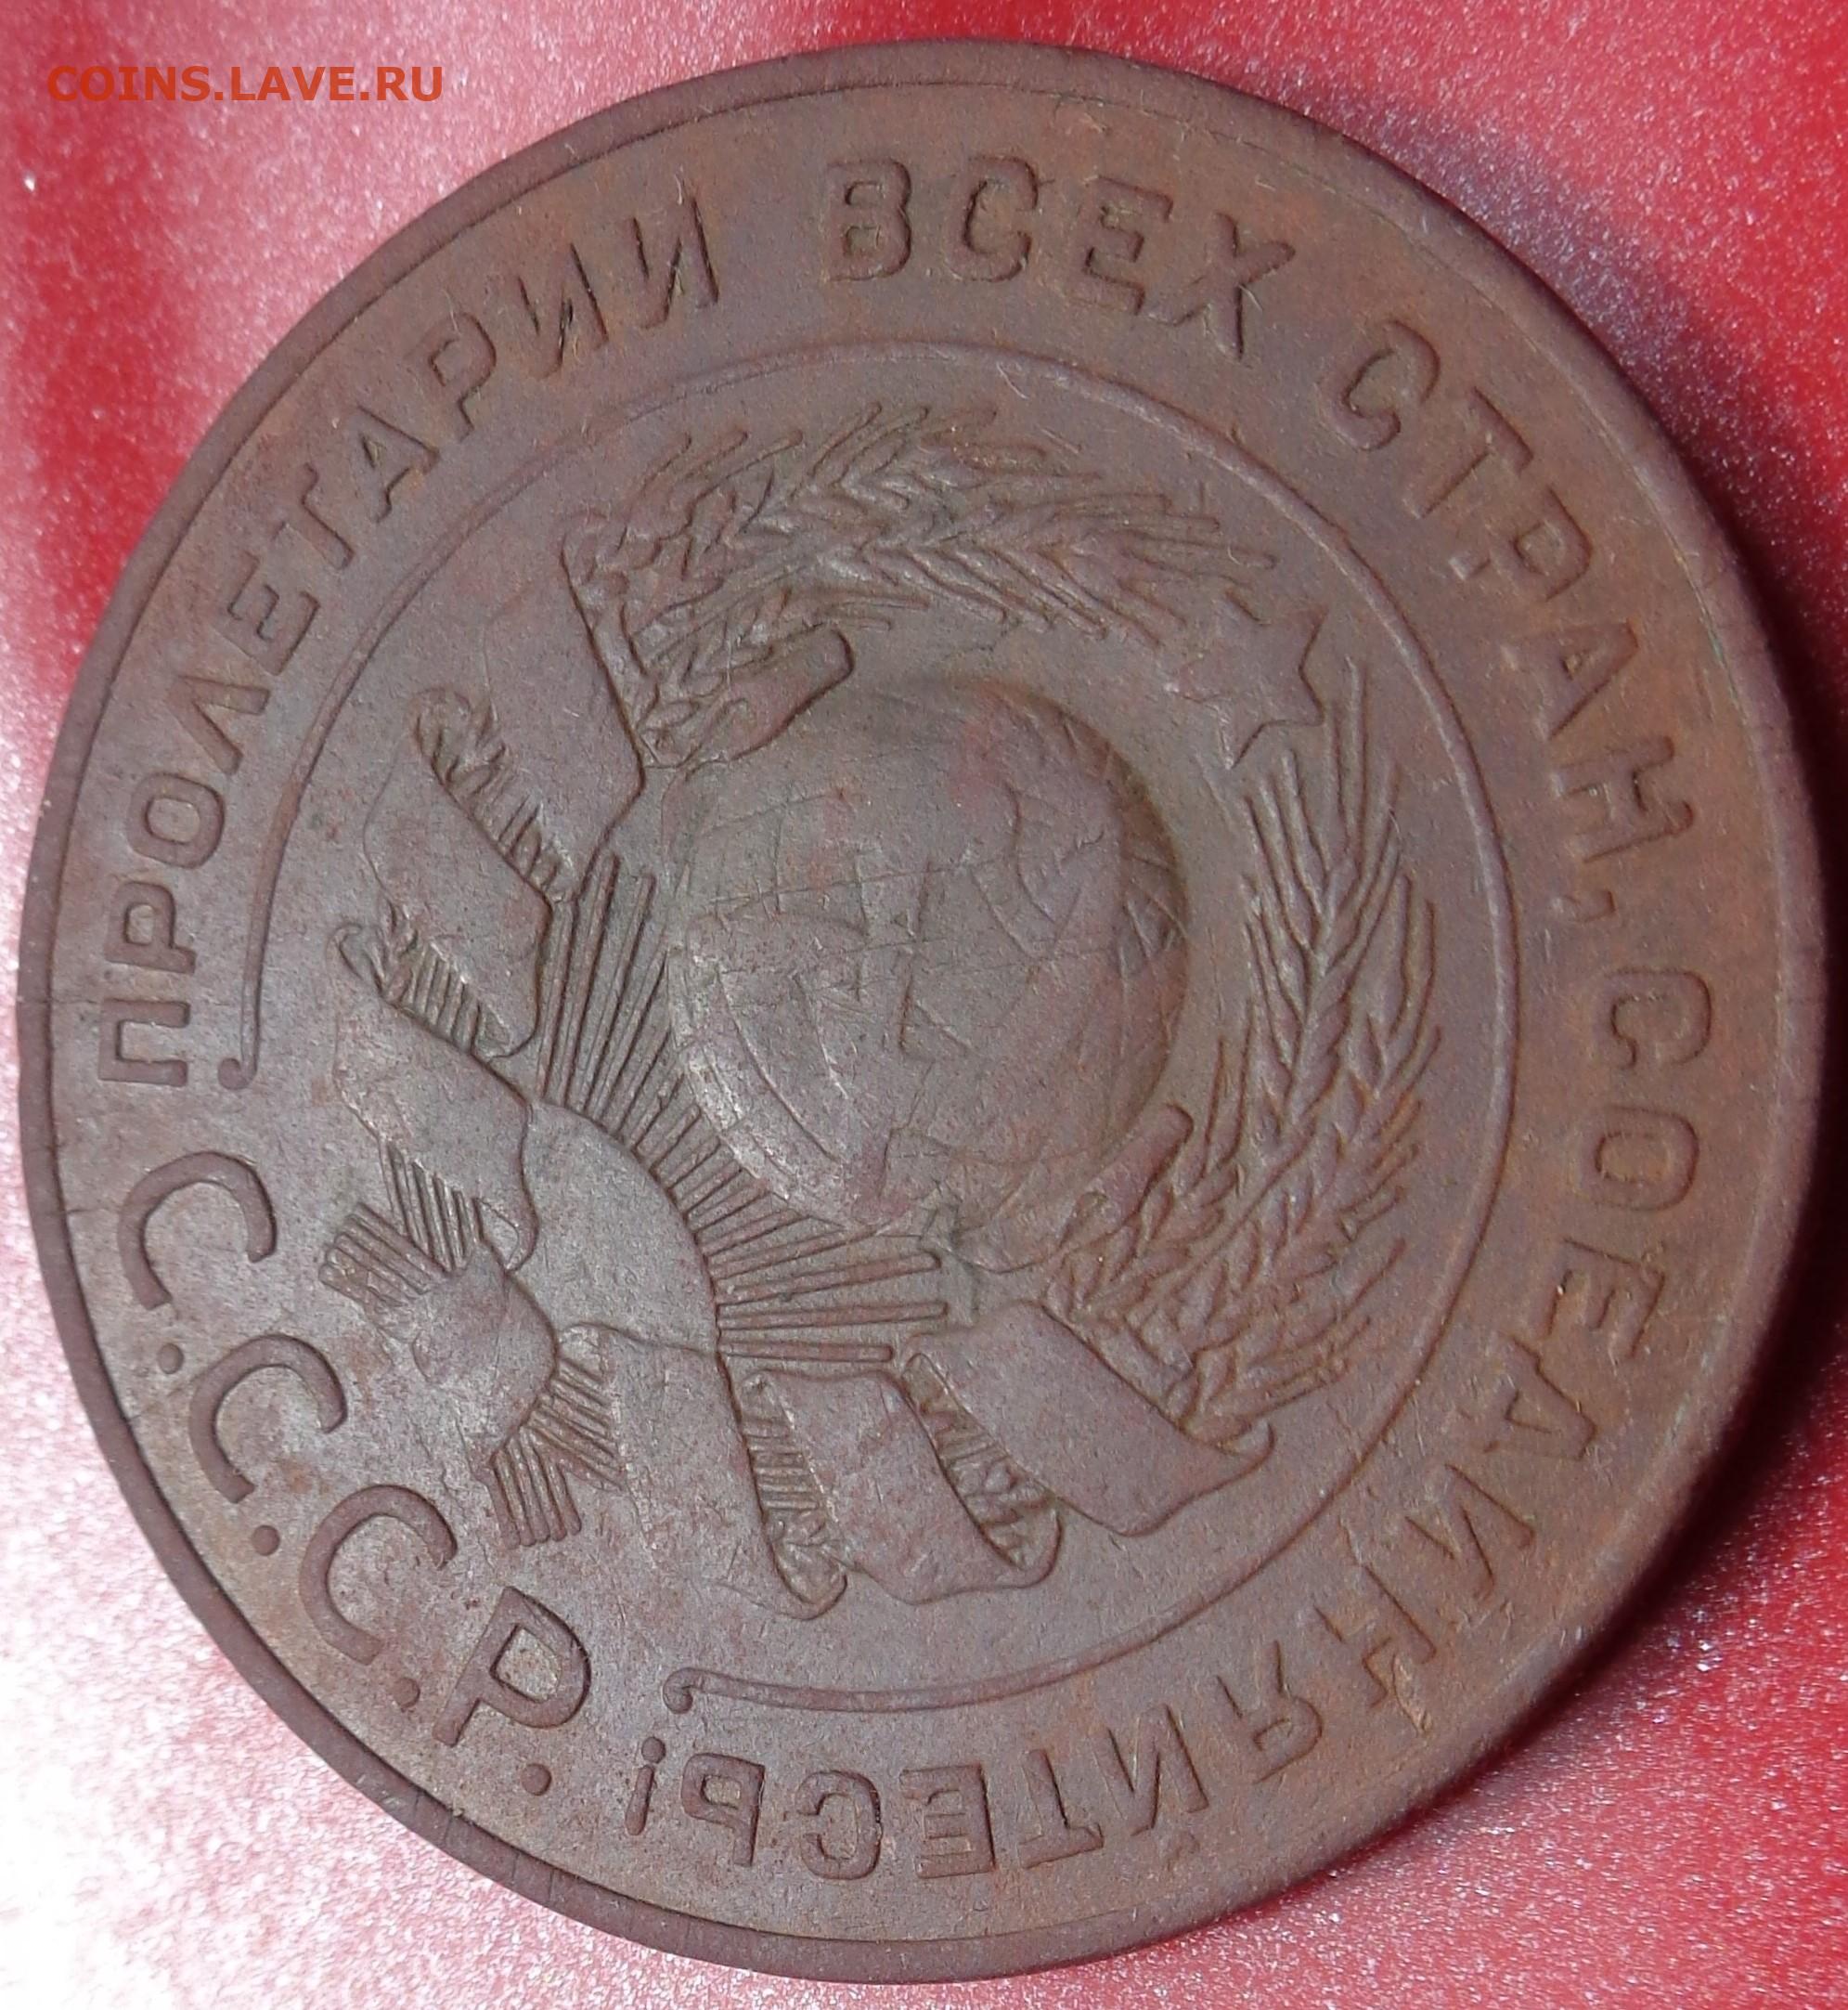 COINS.LAVE.RU
ПРОЛЕТАРИИ ВСЕХ СТРАН, СОЕДИНЯЙТЕСЬ!
С.С.С.Р.